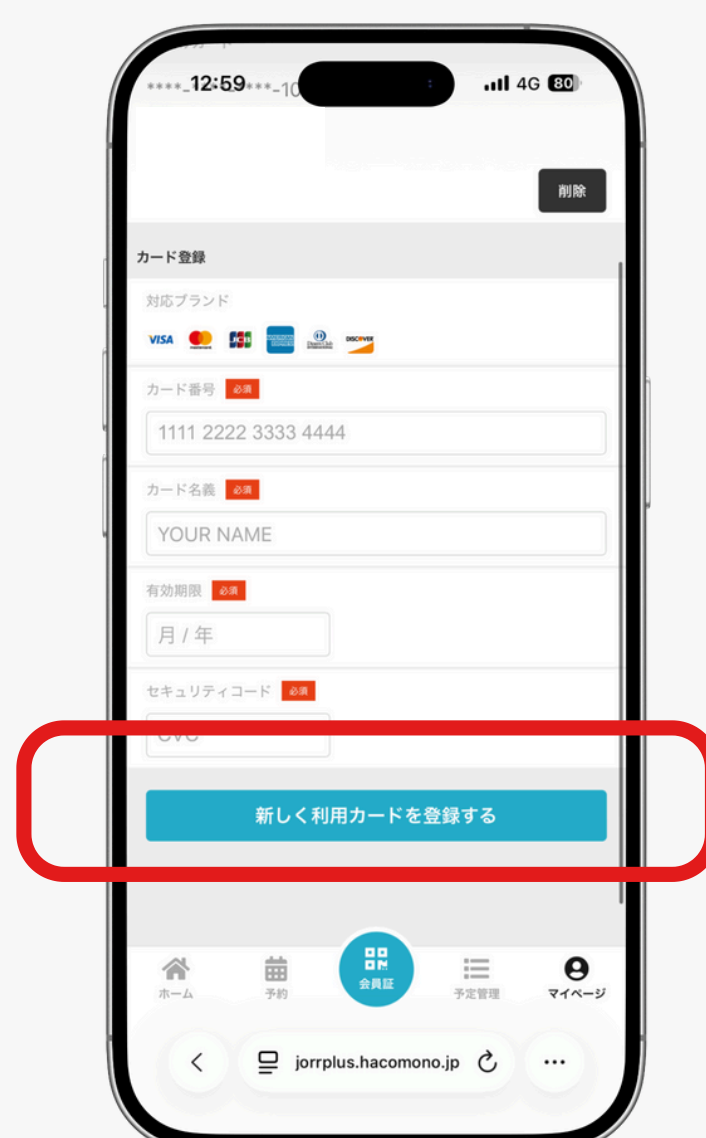 12:59
4G 80
削除
カード登録
対応ブランド
VISA JCB DISCOVER
カード番号 必須
1111 2222 3333 4444
カード名義 必須
YOUR NAME
有効期限 必須
月 / 年
セキュリティコード 必須
CVC
新しく利用カードを登録する
ホーム
予約
会員証
予定管理
マイページ
jorrplus.hacomono.jp